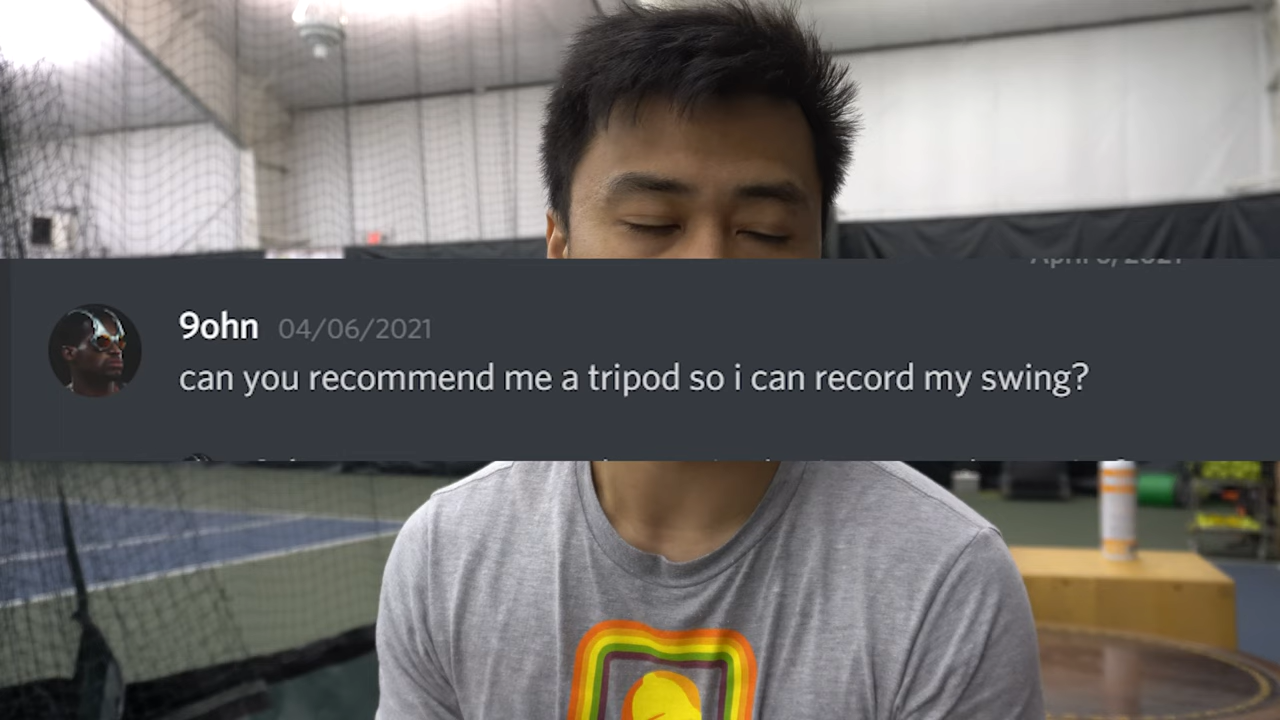 9ohn 04/06/2021
can you recommend me a tripod so i can record my swing?